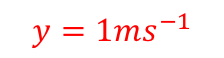 y = 1ms⁻¹